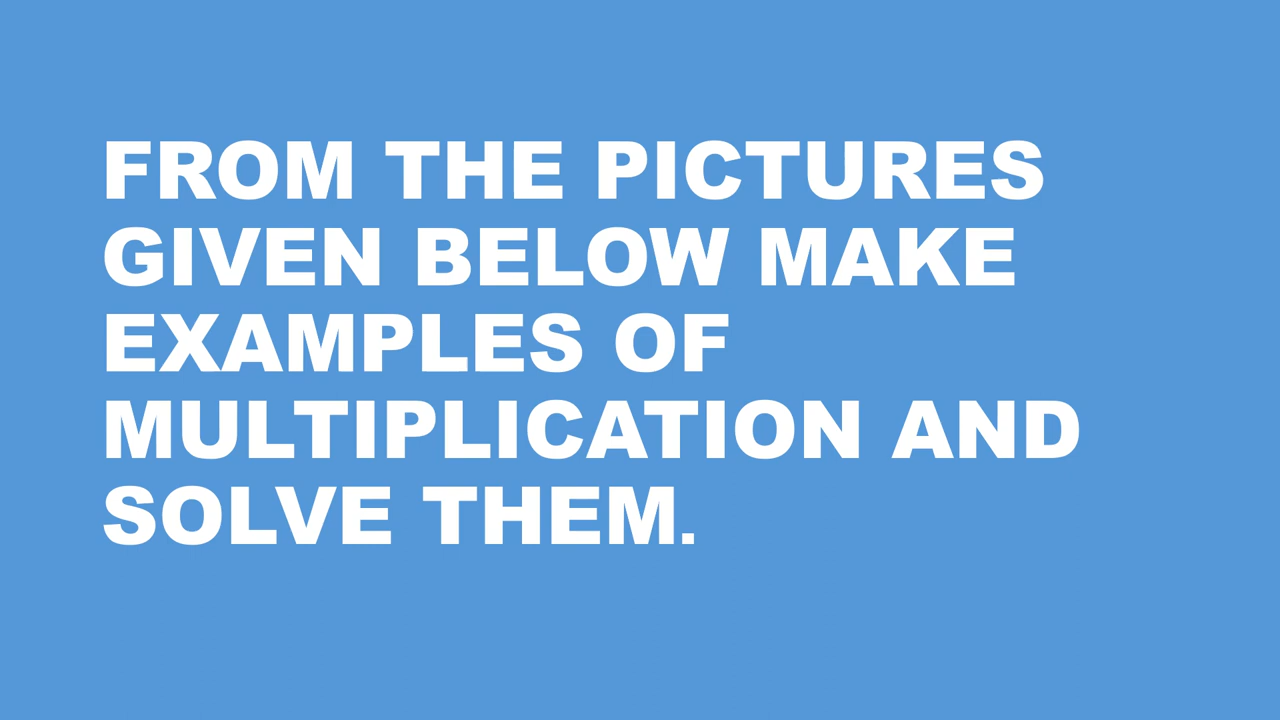 FROM THE PICTURES
GIVEN BELOW MAKE
EXAMPLES OF
MULTIPLICATION AND
SOLVE THEM.